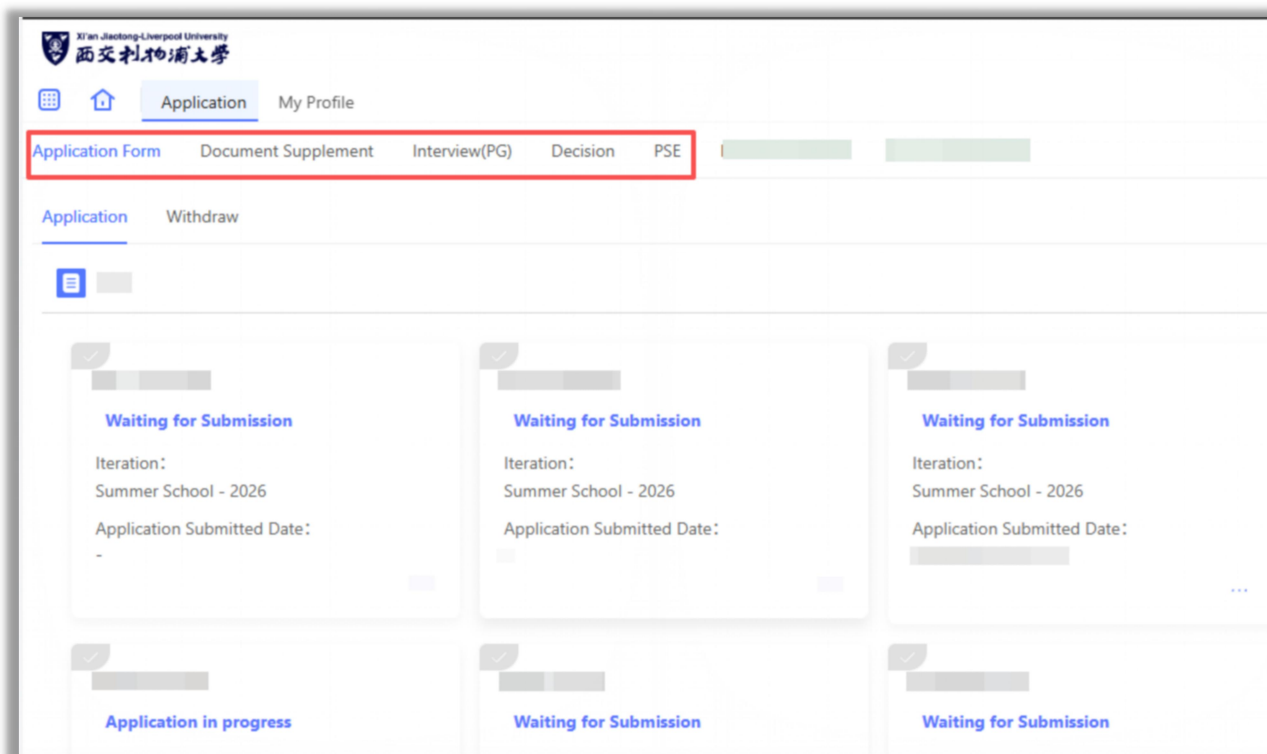 Xi'an Jiaotong-Liverpool University
西交利物浦大學
Application My Profile
Application Form Document Supplement Interview(PG) Decision PSE
Application Withdraw
Waiting for Submission Waiting for Submission Waiting for Submission
Iteration： Iteration： Iteration：
Summer School - 2026 Summer School - 2026 Summer School - 2026
Application Submitted Date： Application Submitted Date： Application Submitted Date：
-
...
Application in progress Waiting for Submission Waiting for Submission